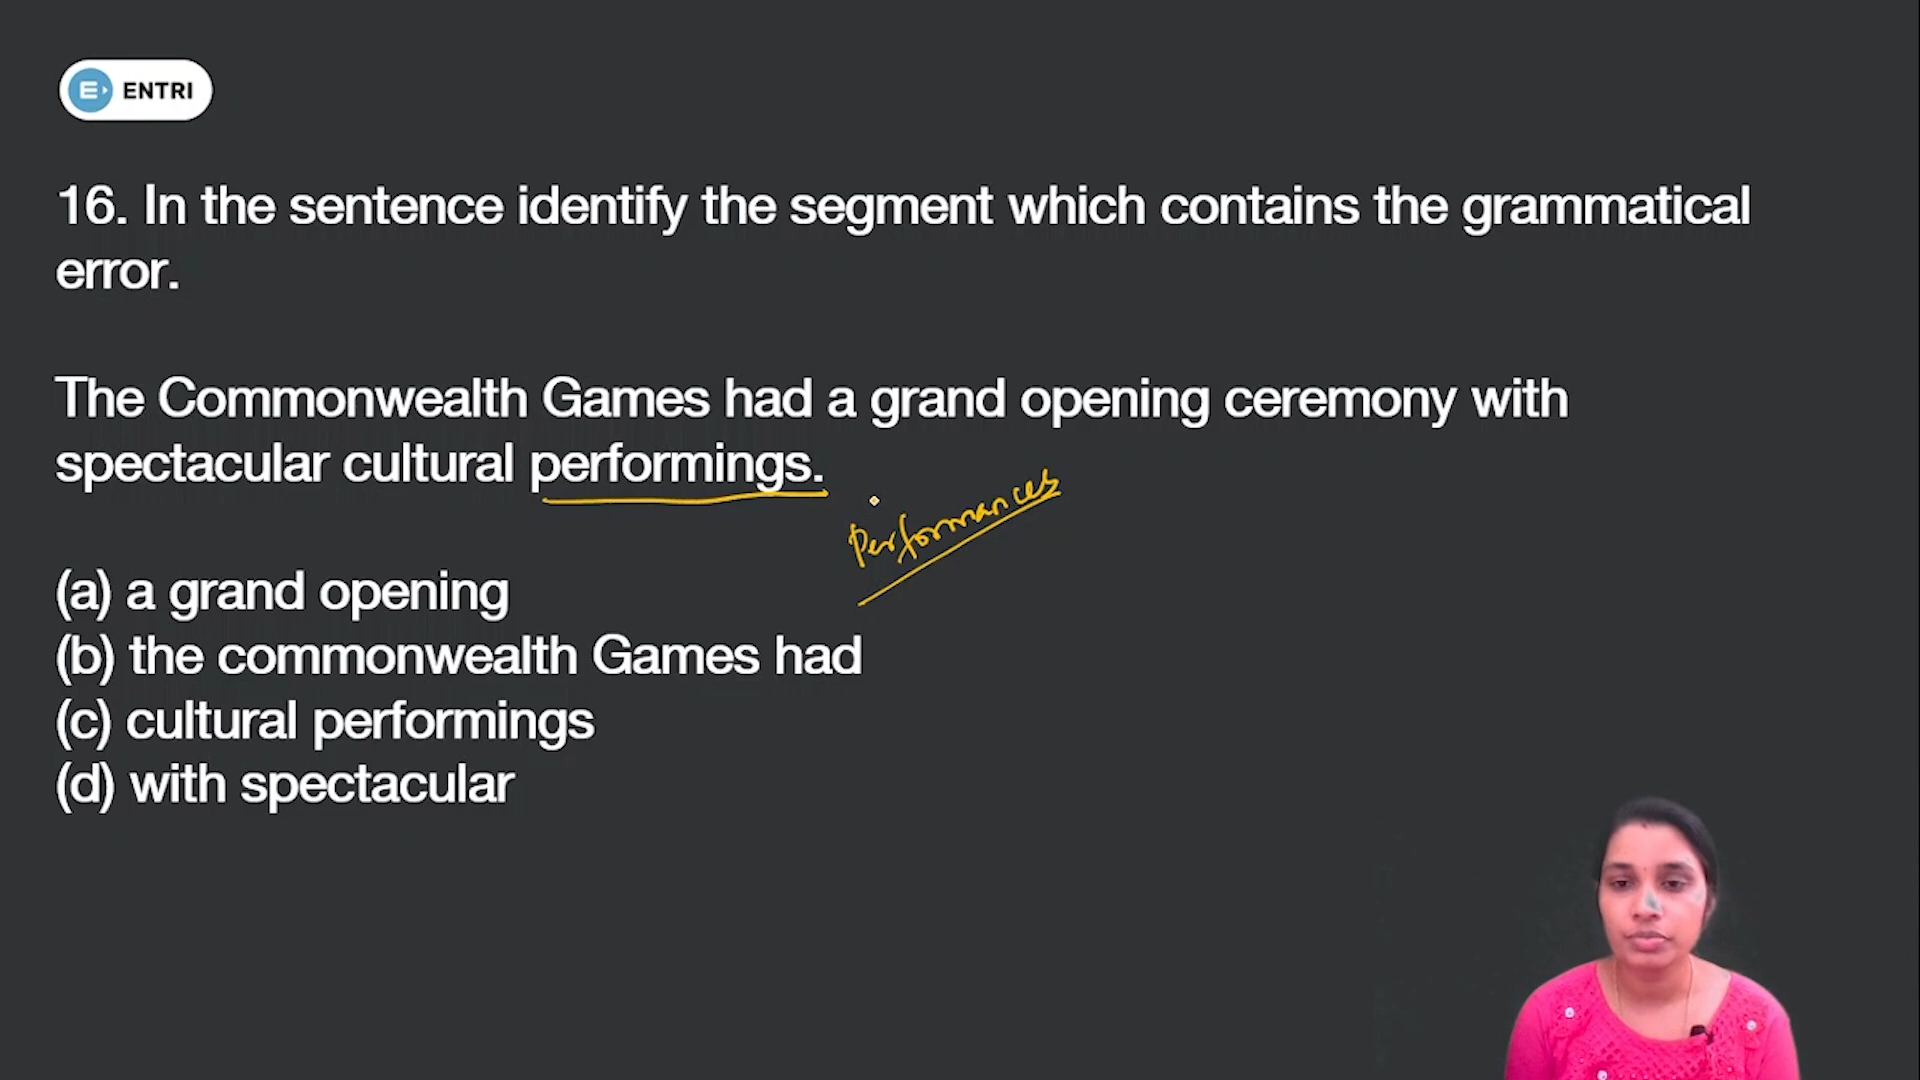 ENTRI
16. In the sentence identify the segment which contains the grammatical
error.
The Commonwealth Games had a grand opening ceremony with
spectacular cultural performings.
Performances
(a) a grand opening
(b) the commonwealth Games had
(c) cultural performings
(d) with spectacular